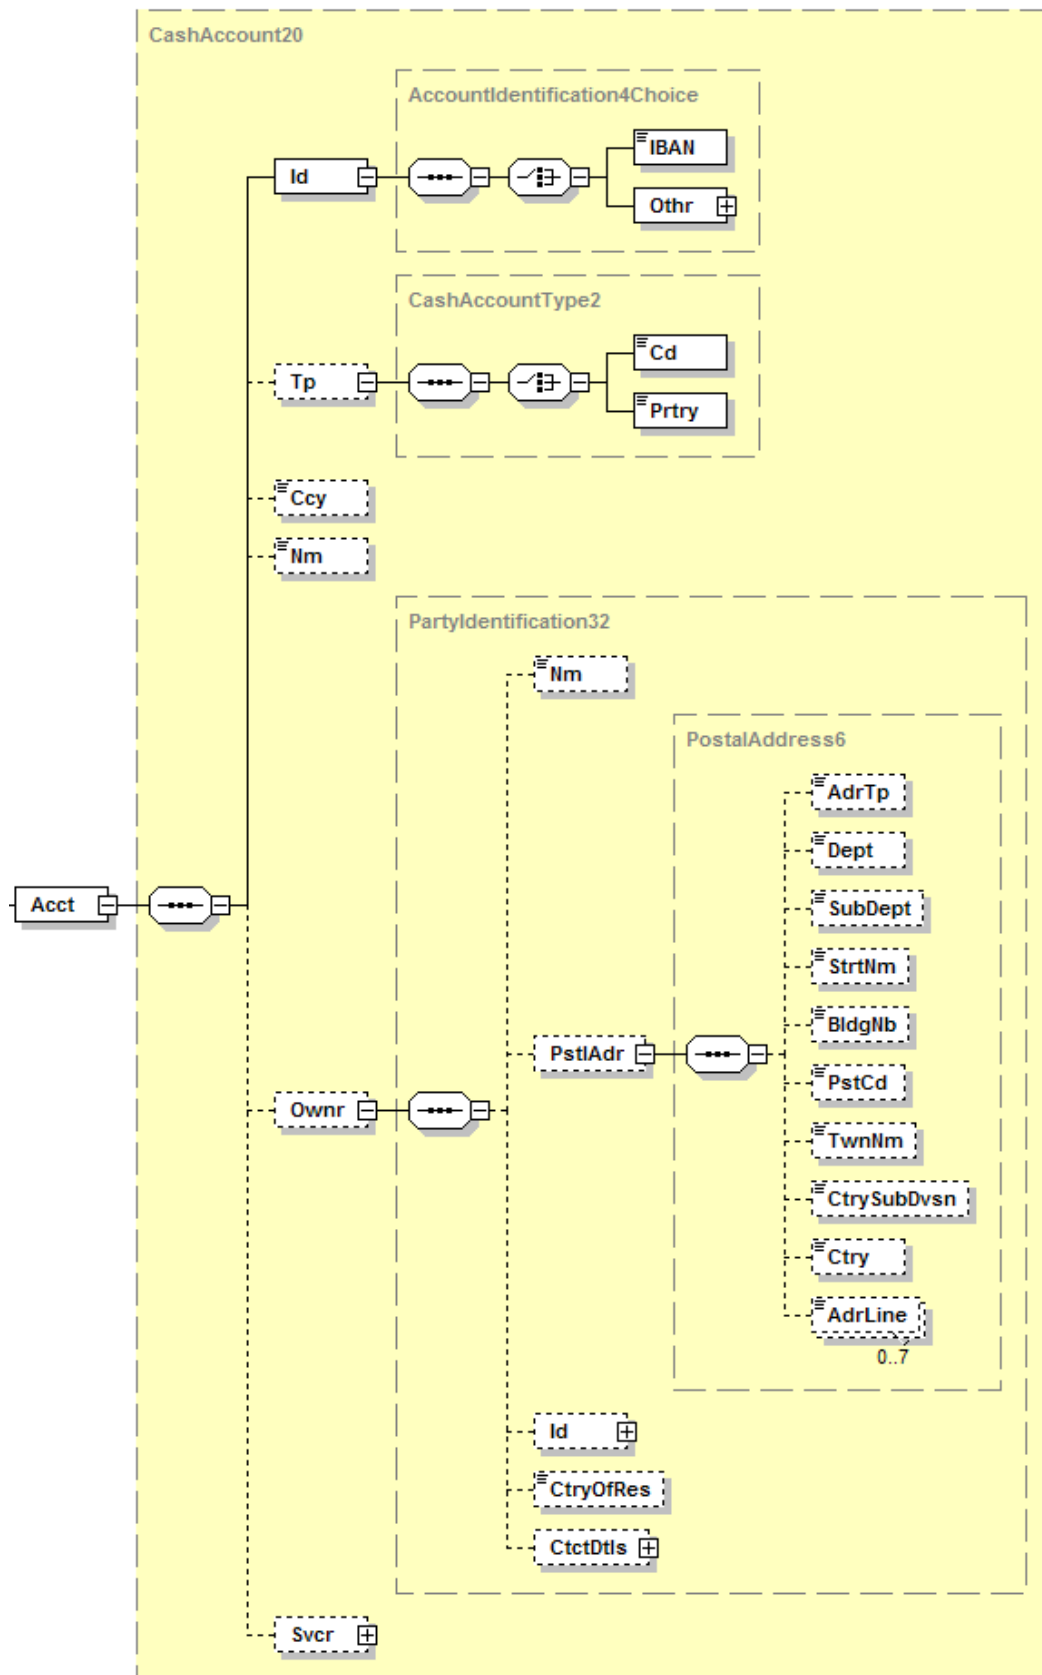 CashAccount20
AccountIdentification4Choice
IBAN
Id
Othr
CashAccountType2
Cd
Tp
Prtry
Ccy
Nm
PartyIdentification32
Nm
PostalAddress6
AdrTp
Dept
SubDept
Acct
StrtNm
BldgNb
PstlAdr
PstCd
Ownr
TwnNm
CtrySubDvsn
Ctry
AdrLine
0..7
Id
CtryOfRes
CtctDtls
Svcr